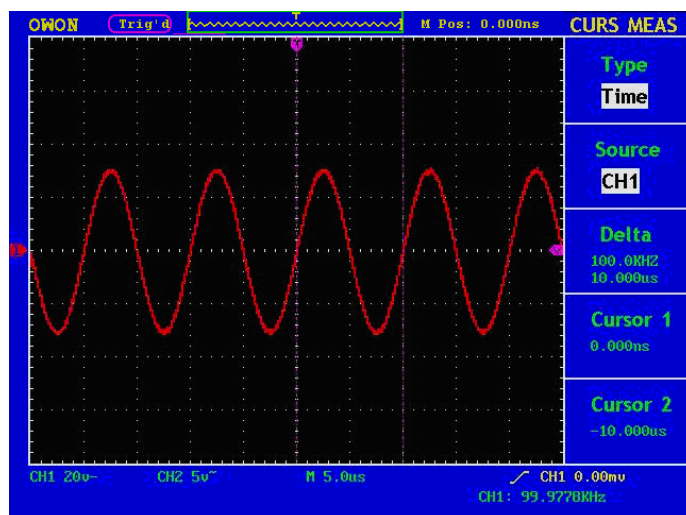 OWON Trig'd T M Pos: 0.000ns CURS MEAS
Type
Time
Source
CH1
Delta
100.0KHZ
10.000us
Cursor 1
0.000ns
Cursor 2
-10.000us
1
CH1 20v~ CH2 5v~ M 5.0us CH1 0.00mv
CH1: 99.9778KHz